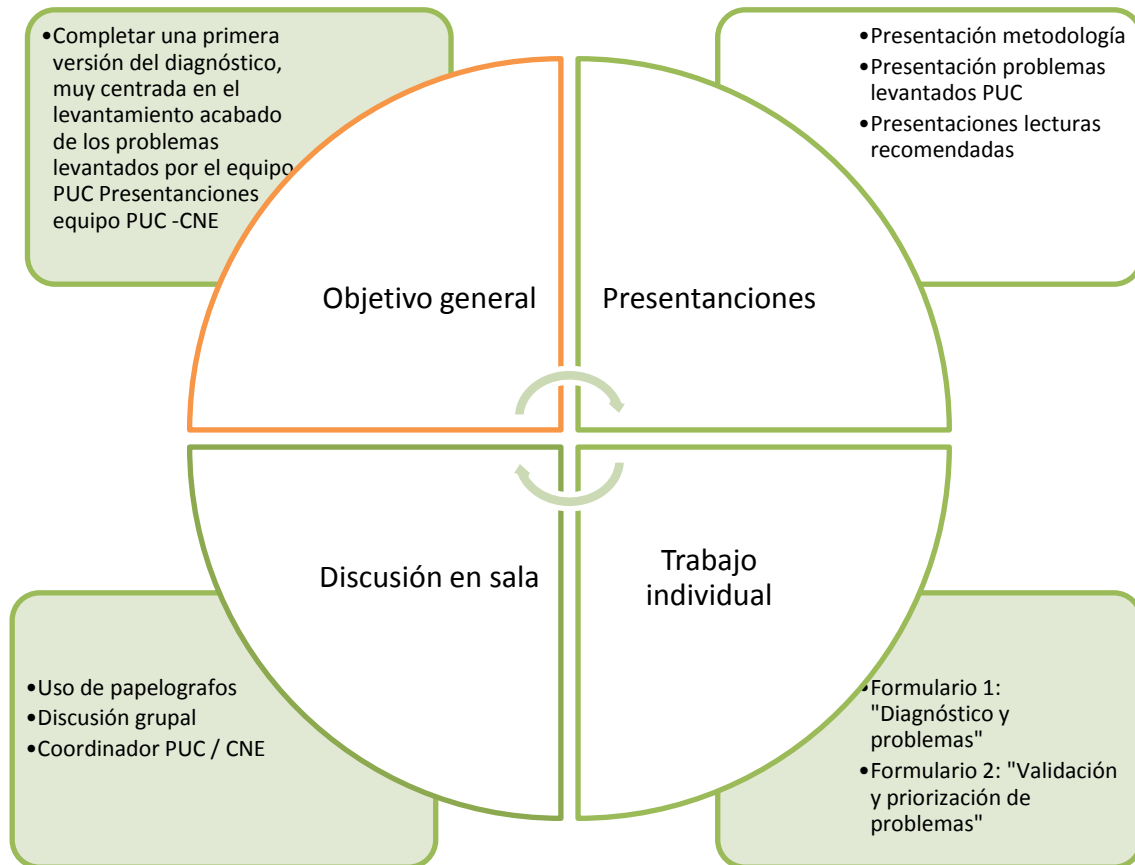 •Completar una primera
versión del diagnóstico,
muy centrada en el
levantamiento acabado
de los problemas
levantados por el equipo
PUC Presentanciones
equipo PUC -CNE
•Presentación metodología
•Presentación problemas
levantados PUC
•Presentaciones lecturas
recomendadas
Objetivo general
Presentanciones
Discusión en sala
Trabajo
individual
•Uso de papelografos
•Discusión grupal
•Coordinador PUC / CNE
•Formulario 1:
"Diagnóstico y
problemas"
•Formulario 2: "Validación
y priorización de
problemas"